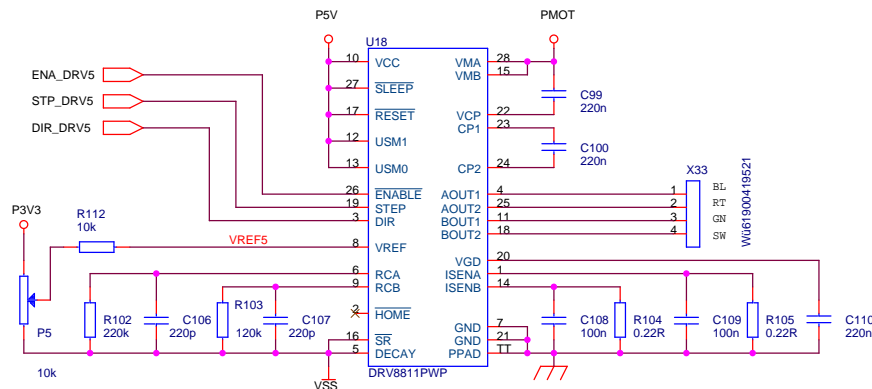 P5V
PMOT
U18
ENA_DRV5
STP_DRV5
DIR_DRV5
10
VCC
27
SLEEP
17
RESET
12
USM1
13
USM0
26
ENABLE
19
STEP
3
DIR
8
VREF
6
RCA
9
RCB
2
HOME
16
SR
5
DECAY
VMA
28
VMB
15
VCP
22
CP1
23
CP2
24
AOUT1
4
AOUT2
25
BOUT1
11
BOUT2
18
VGD
20
ISENA
1
ISENB
14
GND
7
GND
21
PPAD
TT
DRV8811PWP
C99
220n
C100
220n
X33
1
BL
2
RT
3
GN
4
SW
Wü619004195 21
P3V3
R112
10k
VREF5
P5
10k
R102
220k
C106
220p
R103
120k
C107
220p
VSS
C108
100n
R104
0.22R
C109
100n
R105
0.22R
C110
220n